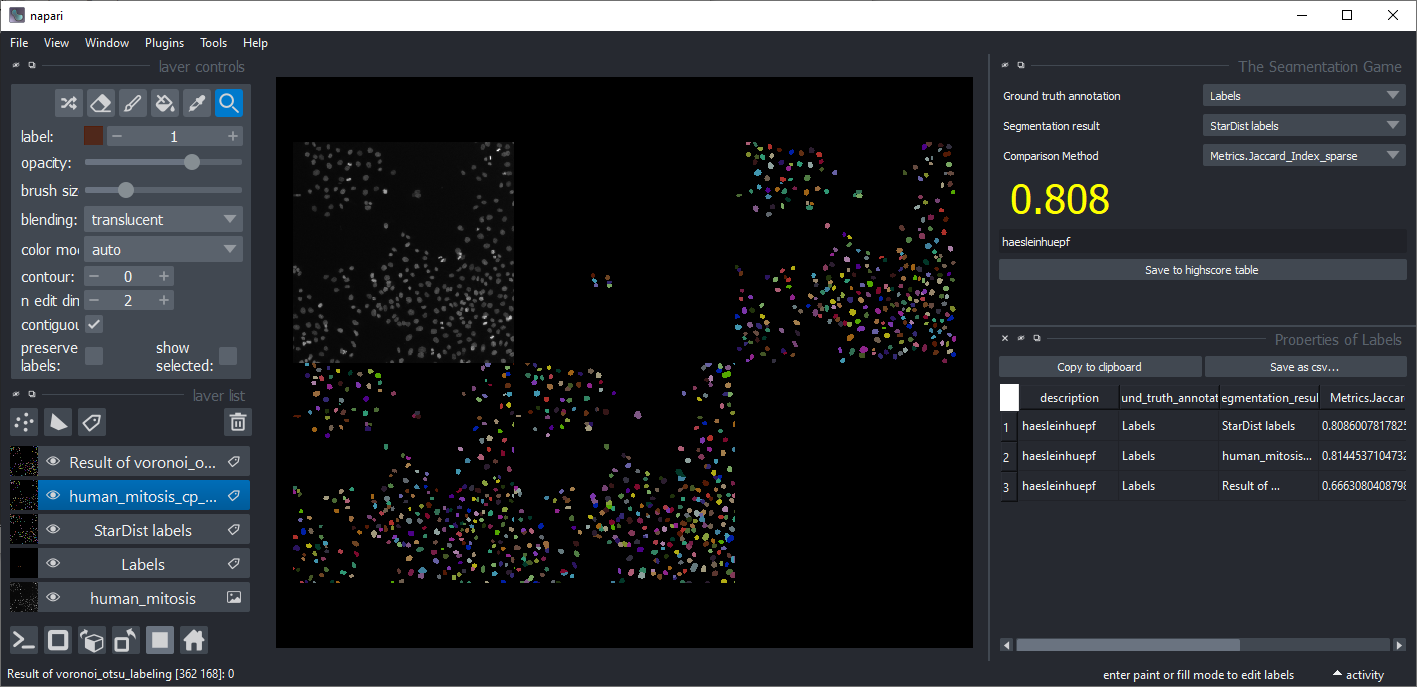 napari
File View Window Plugins Tools Help
layer controls
label: 1
opacity:
brush siz
blending: translucent
color mo auto
contour: 0
n edit din 2
contiguou
preserve labels:
show selected:
layer list
Result of voronoi_o...
human_mitosis_cp_...
StarDist labels
Labels
human_mitosis
Result of voronoi_otsu_labeling [362 168]: 0
The Segmentation Game
Ground truth annotation Labels
Segmentation result StarDist labels
Comparison Method Metrics.Jaccard_Index_sparse
0.808
haesleinhuepf
Save to highscore table
Properties of Labels
Copy to clipboard Save as csv...
description und_truth_annotat egmentation_resul Metrics.Jaccar
1 haesleinhuepf Labels StarDist labels 0.8086007817825
2 haesleinhuepf Labels human_mitosis... 0.8144537104732
3 haesleinhuepf Labels Result of ... 0.6663080408798
enter paint or fill mode to edit labels activity